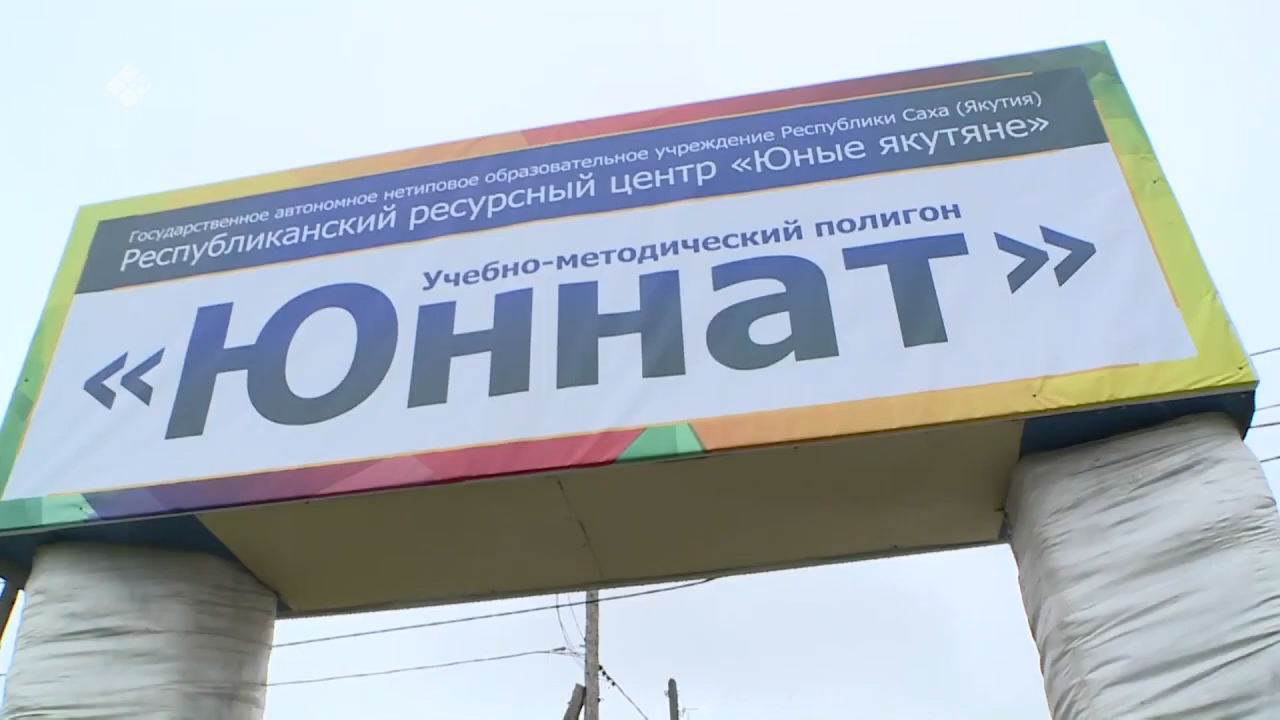 Государственное автономное нетиповое образовательное учреждение Республики Саха (Якутия)
Республиканский ресурсный центр «Юные якутяне»
Учебно-методический полигон
«Юннат»